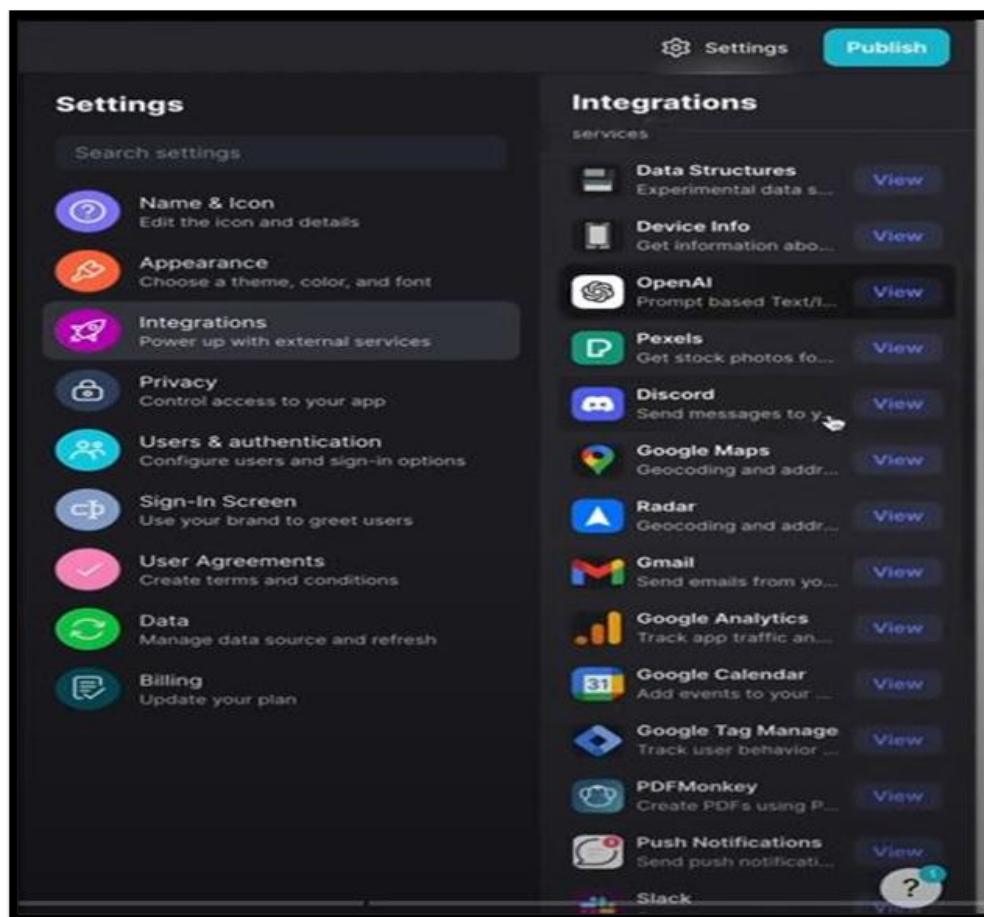 Settings
Publish
Settings
Search settings
Name & Icon
Edit the icon and details
Appearance
Choose a theme, color, and font
Integrations
Power up with external services
Privacy
Control access to your app
Users & authentication
Configure users and sign-in options
Sign-In Screen
Use your brand to greet users
User Agreements
Create terms and conditions
Data
Manage data source and refresh
Billing
Update your plan
Integrations
services
Data Structures
Experimental data s...
View
Device Info
Get information abo...
View
OpenAI
Prompt based Text/I...
View
Pexels
Get stock photos fo...
View
Discord
Send messages to y...
View
Google Maps
Geocoding and addr...
View
Radar
Geocoding and addr...
View
Gmail
Send emails from yo...
View
Google Analytics
Track app traffic an...
View
Google Calendar
31
Add events to your ...
View
Google Tag Manage
Track user behavior ...
View
PDFMonkey
Create PDFs using P...
View
Push Notifications
Send push notificati...
View
Slack
?
1